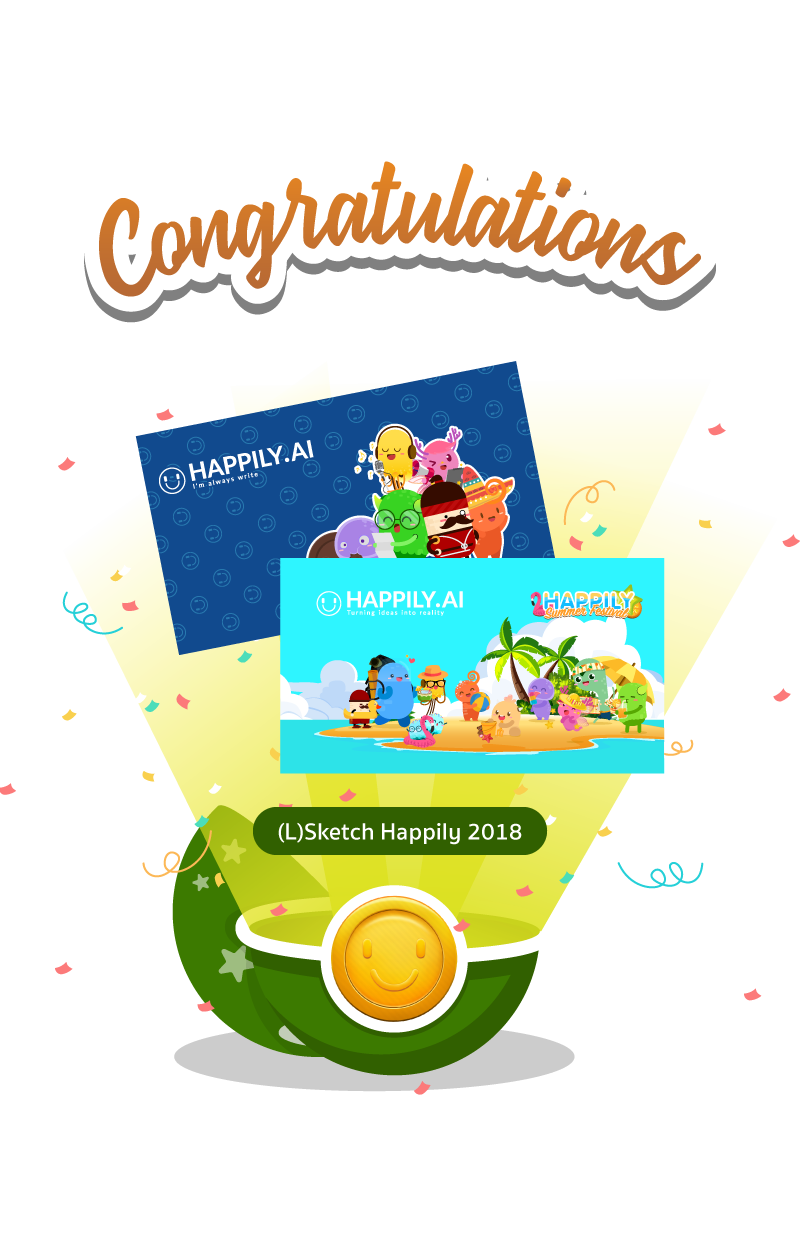 Congratulations
HAPPILY.AI
I'm always write
HAPPILY.AI
Turning ideas into reality
HAPPILY
Summer Festival
(L)Sketch Happily 2018